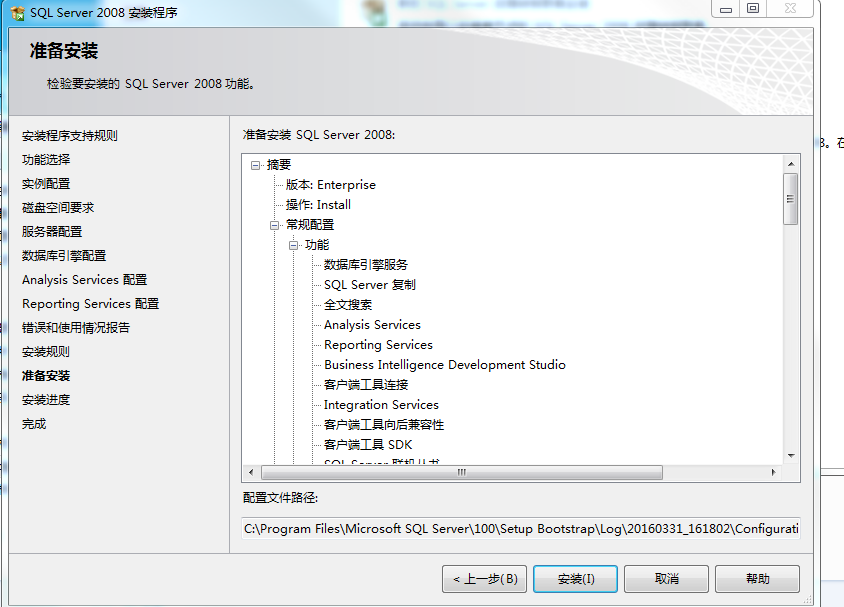 SQL Server 2008 安装程序
准备安装
检验要安装的 SQL Server 2008 功能。
安装程序支持规则
功能选择
实例配置
磁盘空间要求
服务器配置
数据库引擎配置
Analysis Services 配置
Reporting Services 配置
错误和使用情况报告
安装规则
准备安装
安装进度
完成
准备安装 SQL Server 2008:
摘要
版本: Enterprise
操作: Install
常规配置
功能
数据库引擎服务
SQL Server 复制
全文搜索
Analysis Services
Reporting Services
Business Intelligence Development Studio
客户端工具连接
Integration Services
客户端工具向后兼容性
客户端工具 SDK
SQL Server 联机丛书
配置文件路径:
C:\Program Files\Microsoft SQL Server\100\Setup Bootstrap\Log\20160331_161802\Configurati
< 上一步(B)
安装(I)
取消
帮助